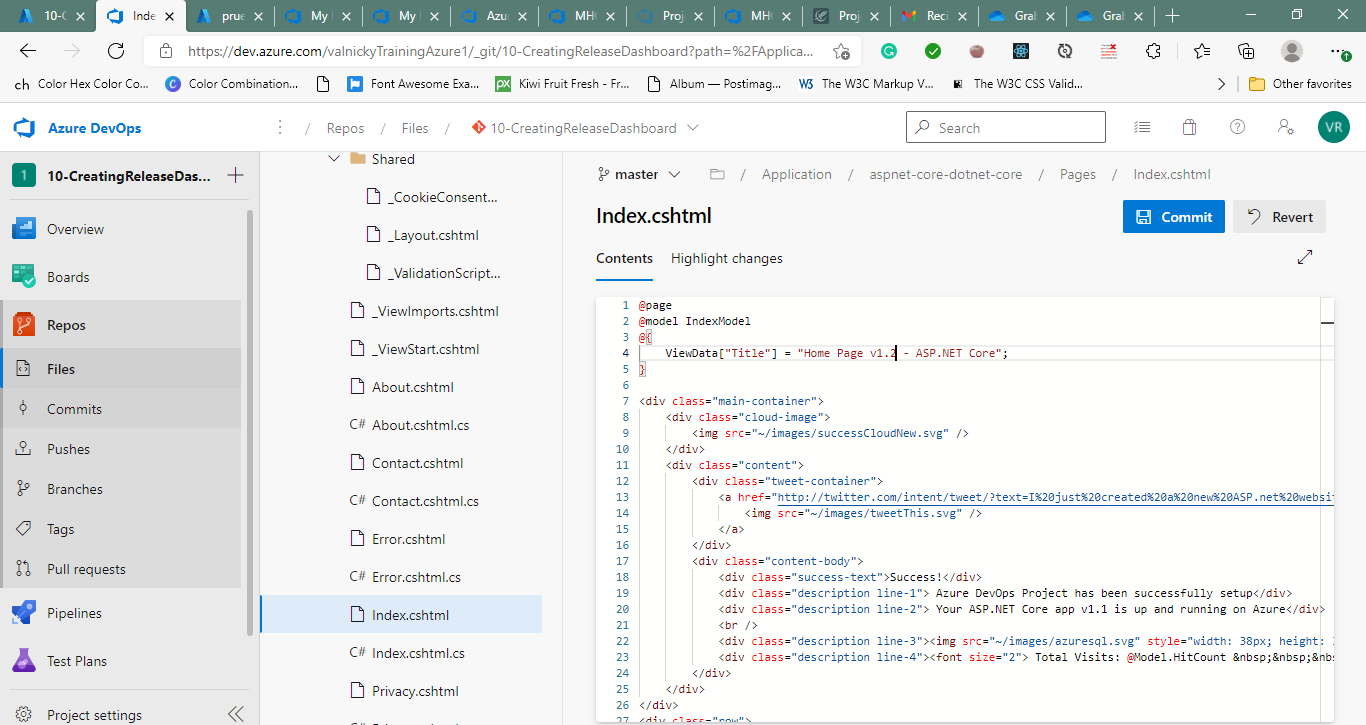 10-C
Inde
prue
My
My
Azu
MHC
Proj
MHC
Proj
Reci
Gral
Gral
https://dev.azure.com/valnickyTrainingAzure1/_git/10-CreatingReleaseDashboard?path=%2FApplica...
ch Color Hex Color Co...
Color Combination...
Font Awesome Exa...
Kiwi Fruit Fresh - Fr...
Album — Postimag...
The W3C Markup V...
The W3C CSS Valid...
Other favorites
Azure DevOps
/ Repos / Files / 10-CreatingReleaseDashboard
Search
VR
1 10-CreatingReleaseDas...
Overview
Boards
Repos
Files
Commits
Pushes
Branches
Tags
Pull requests
Pipelines
Test Plans
Project settings
Shared
_CookieConsent...
_Layout.cshtml
_ValidationScript...
_ViewImports.cshtml
_ViewStart.cshtml
About.cshtml
C# About.cshtml.cs
Contact.cshtml
C# Contact.cshtml.cs
Error.cshtml
C# Error.cshtml.cs
Index.cshtml
C# Index.cshtml.cs
Privacy.cshtml
master / Application / aspnet-core-dotnet-core / Pages / Index.cshtml
Index.cshtml
Commit
Revert
Contents
Highlight changes
1 @page
2 @model IndexModel
3 @{
4 ViewData["Title"] = "Home Page v1.2 - ASP.NET Core";
5 }
6
7 <div class="main-container">
8 <div class="cloud-image">
9 <img src="~/images/successCloudNew.svg" />
10 </div>
11 <div class="content">
12 <div class="tweet-container">
13 <a href="http://twitter.com/intent/tweet/?text=I%20just%20created%20a%20new%20ASP.net%20websit
14 <img src="~/images/tweetThis.svg" />
15 </a>
16 </div>
17 <div class="content-body">
18 <div class="success-text">Success!</div>
19 <div class="description line-1"> Azure DevOps Project has been successfully setup</div>
20 <div class="description line-2"> Your ASP.NET Core app v1.1 is up and running on Azure</div>
21 <br />
22 <div class="description line-3"><img src="~/images/azuresql.svg" style="width: 38px; height:
23 <div class="description line-4"><font size="2"> Total Visits: @Model.HitCount &nbsp;&nbsp;&nb
24 </div>
25 </div>
26 </div>
27 <div class="row">